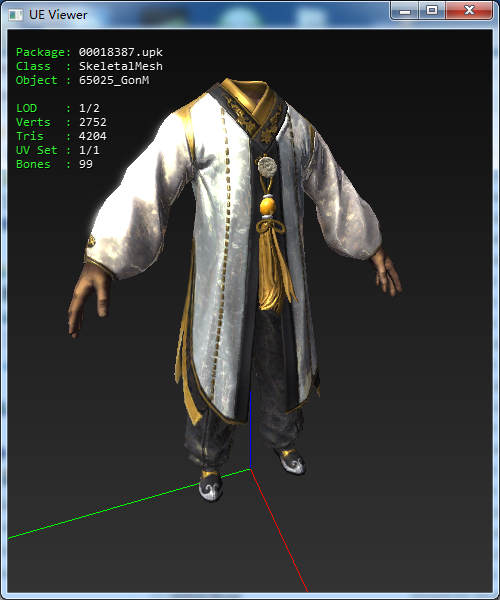 UE Viewer
Package: 00018387.upk
Class : SkeletalMesh
Object : 65025_GonM
LOD : 1/2
Verts : 2752
Tris : 4204
UV Set : 1/1
Bones : 99